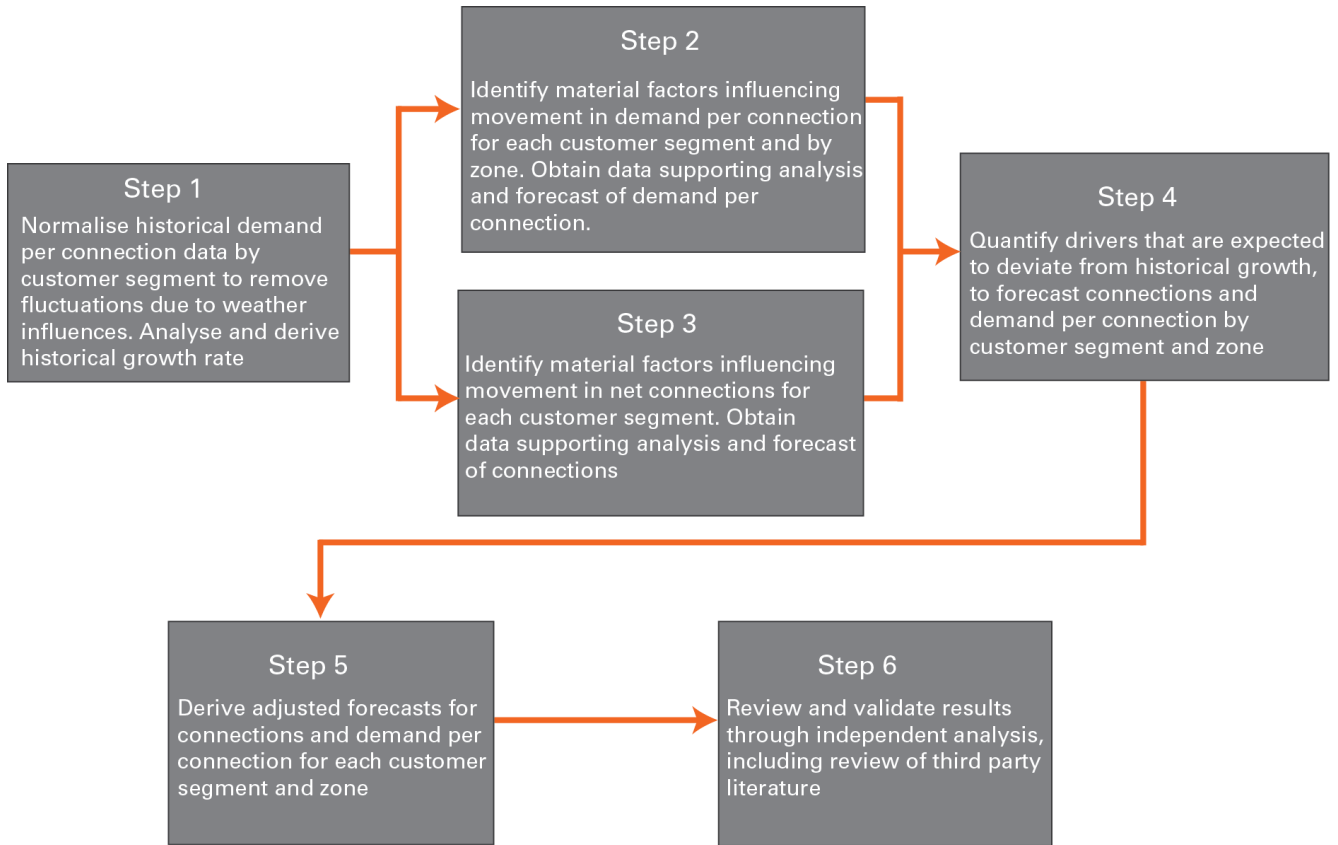 Step 1
Normalise historical demand
per connection data by
customer segment to remove
fluctuations due to weather
influences. Analyse and derive
historical growth rate
Step 2
Identify material factors influencing
movement in demand per connection
for each customer segment and by
zone. Obtain data supporting analysis
and forecast of demand per
connection.
Step 3
Identify material factors influencing
movement in net connections for
each customer segment. Obtain
data supporting analysis and forecast
of connections
Step 4
Quantify drivers that are expected
to deviate from historical growth,
to forecast connections and
demand per connection by
customer segment and zone
Step 5
Derive adjusted forecasts for
connections and demand per
connection for each customer
segment and zone
Step 6
Review and validate results
through independent analysis,
including review of third party
literature